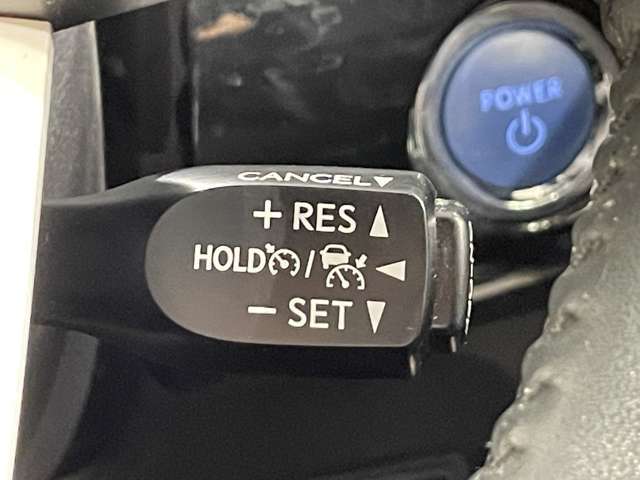 POWER
CANCEL
+ RES
HOLD /
- SET